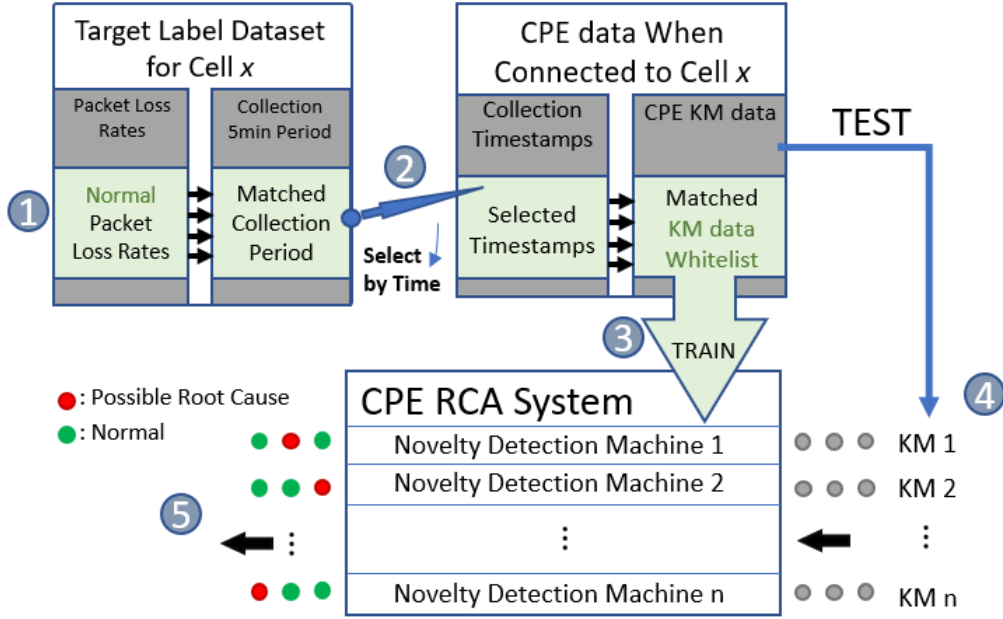 Target Label Dataset
for Cell x
Packet Loss
Rates
Collection
5min Period
1
Normal
Packet
Loss Rates
Matched
Collection
Period
2
Select
by Time
CPE data When
Connected to Cell x
Collection
Timestamps
CPE KM data
Selected
Timestamps
Matched
KM data
Whitelist
TEST
3
TRAIN
4
: Possible Root Cause
: Normal
CPE RCA System
Novelty Detection Machine 1
KM 1
Novelty Detection Machine 2
KM 2
5
⋮
⋮
⋮
Novelty Detection Machine n
KM n